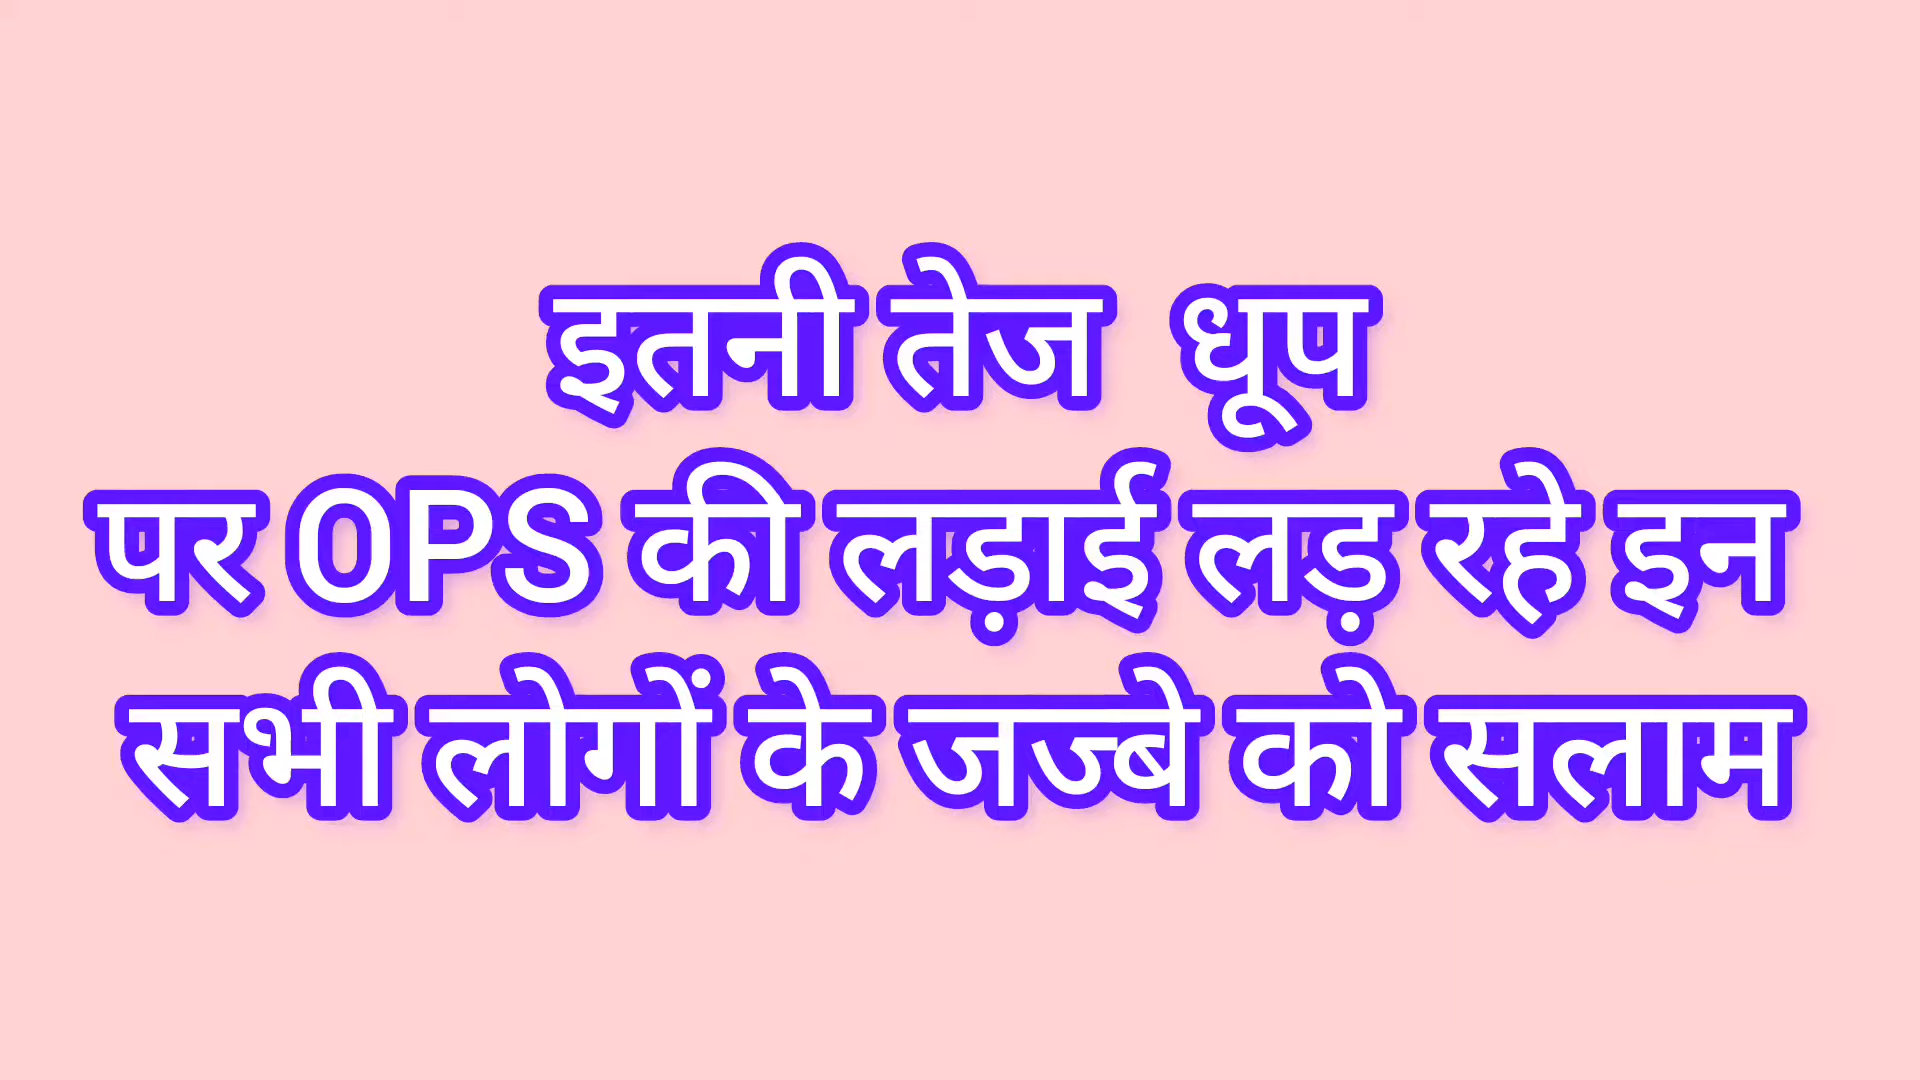 इतनी तेज धूप
पर OPS की लड़ाई लड़ रहे इन
सभी लोगों के जज्बे को सलाम